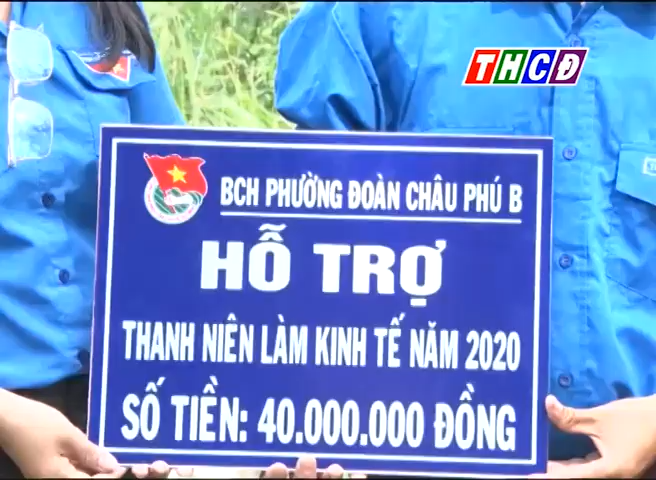 THCĐ
BCH PHƯỜNG ĐOÀN CHÂU PHÚ B
HỖ TRỢ
THANH NIÊN LÀM KINH TẾ NĂM 2020
SỐ TIỀN: 40.000.000 ĐỒNG